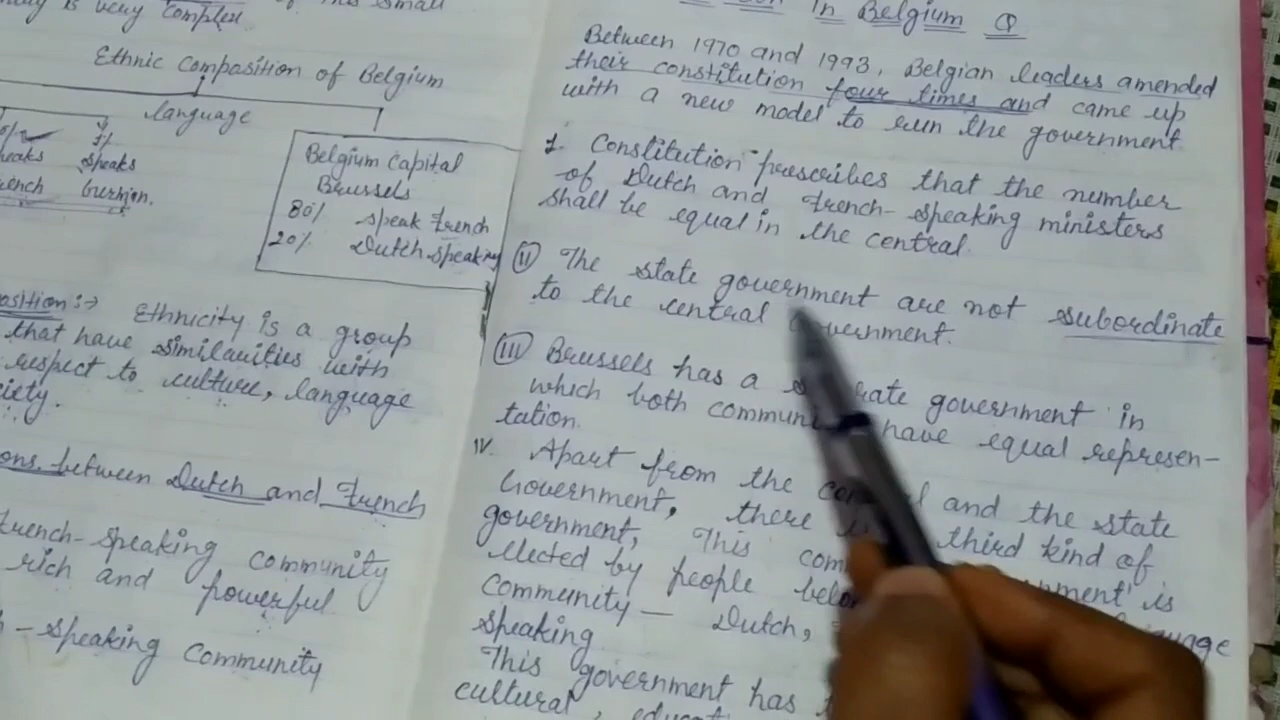 is very complex
Ethnic Composition of Belgium
language
speaks speaks
German.
Belgium Capital
Brussels
80% speak French
20% Dutch speaking
:→ Ethnicity is a group
that have similarities with
respect to culture, language
between Dutch and French
French-speaking community
rich and powerful
- speaking community
in Belgium
Between 1970 and 1993, Belgian leaders amended
their constitution four times and came up
with a new model to run the government
1. Constitution prescribes that the number
of Dutch and French-speaking ministers
shall be equal in the central.
(II) The state government are not subordinate
to the central government.
(III) Brussels has a government in
which both have equal represen-
tation.
IV. Apart from the and the state
Government, there third kind of
government, This is
elected by people
community — Dutch,
speaking
This government has
cultural,